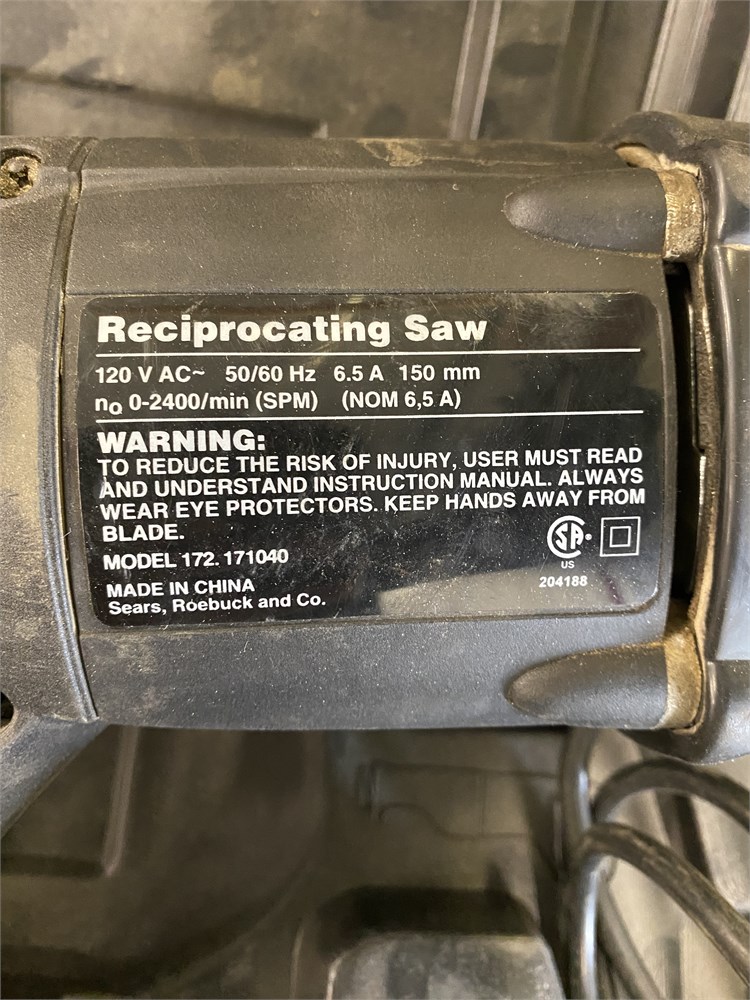 Reciprocating Saw
120 V AC~ 50/60 Hz 6.5 A 150 mm
no 0-2400/min (SPM) (NOM 6,5 A)
WARNING:
TO REDUCE THE RISK OF INJURY, USER MUST READ
AND UNDERSTAND INSTRUCTION MANUAL. ALWAYS
WEAR EYE PROTECTORS. KEEP HANDS AWAY FROM
BLADE.
MODEL 172.171040
MADE IN CHINA
Sears, Roebuck and Co.
SA
US
204188